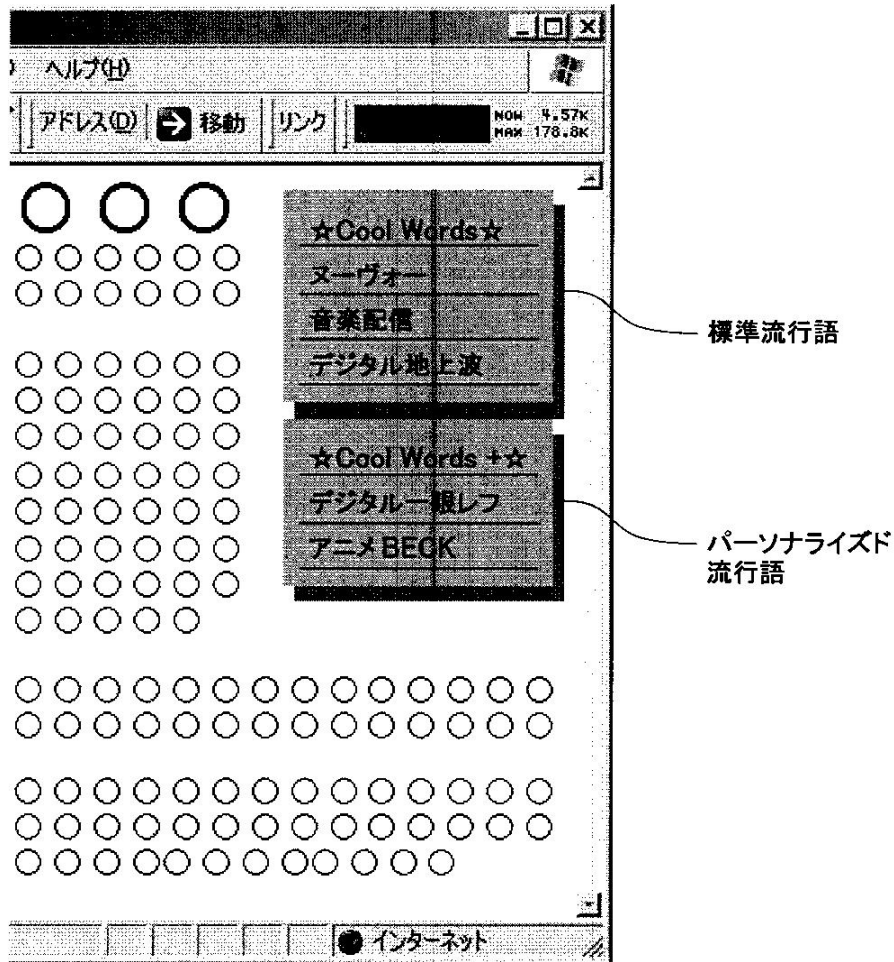 ヘルプ(H)
アドレス(D) 移動 リンク NOW 4.57K
MAX 178.8K
☆Cool Words☆
ヌーヴォー
音楽配信
デジタル地上波
標準流行語
☆Cool Words +☆
デジタル一眼レフ
アニメBECK
パーソナライズド
流行語
インターネット